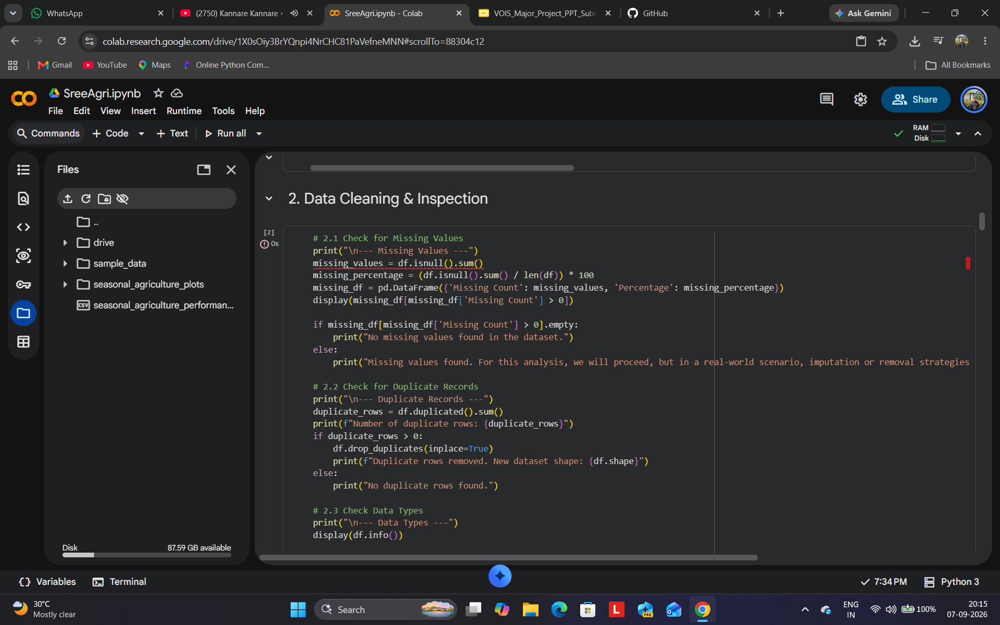 WhatsApp
(2750) Kannare Kannare
SreeAgri.ipynb - Colab
VOIS_Major_Project_PPT_Subr
GitHub
Ask Gemini
colab.research.google.com/drive/1X0sOiy3BrYQnpi4NrCHC81PaVefneMNN#scrollTo=88304c12
Gmail
YouTube
Maps
Online Python Com...
All Bookmarks
SreeAgri.ipynb
File Edit View Insert Runtime Tools Help
Share
Commands + Code + Text Run all
RAM
Disk
Files
..
drive
sample_data
seasonal_agriculture_plots
CSV seasonal_agriculture_performan...
Disk 87.59 GB available
2. Data Cleaning & Inspection
[2]
0s
# 2.1 Check for Missing Values
print("\n--- Missing Values ---")
missing_values = df.isnull().sum()
missing_percentage = (df.isnull().sum() / len(df)) * 100
missing_df = pd.DataFrame({'Missing Count': missing_values, 'Percentage': missing_percentage})
display(missing_df[missing_df['Missing Count'] > 0])
if missing_df[missing_df['Missing Count'] > 0].empty:
print("No missing values found in the dataset.")
else:
print("Missing values found. For this analysis, we will proceed, but in a real-world scenario, imputation or removal strategies
# 2.2 Check for Duplicate Records
print("\n--- Duplicate Records ---")
duplicate_rows = df.duplicated().sum()
print(f"Number of duplicate rows: {duplicate_rows}")
if duplicate_rows > 0:
df.drop_duplicates(inplace=True)
print(f"Duplicate rows removed. New dataset shape: {df.shape}")
else:
print("No duplicate rows found.")
# 2.3 Check Data Types
print("\n--- Data Types ---")
display(df.info())
Variables
Terminal
7:34 PM
Python 3
30°C
Mostly clear
Search
L
PRE
ENG
IN
100%
20:15
07-09-2026